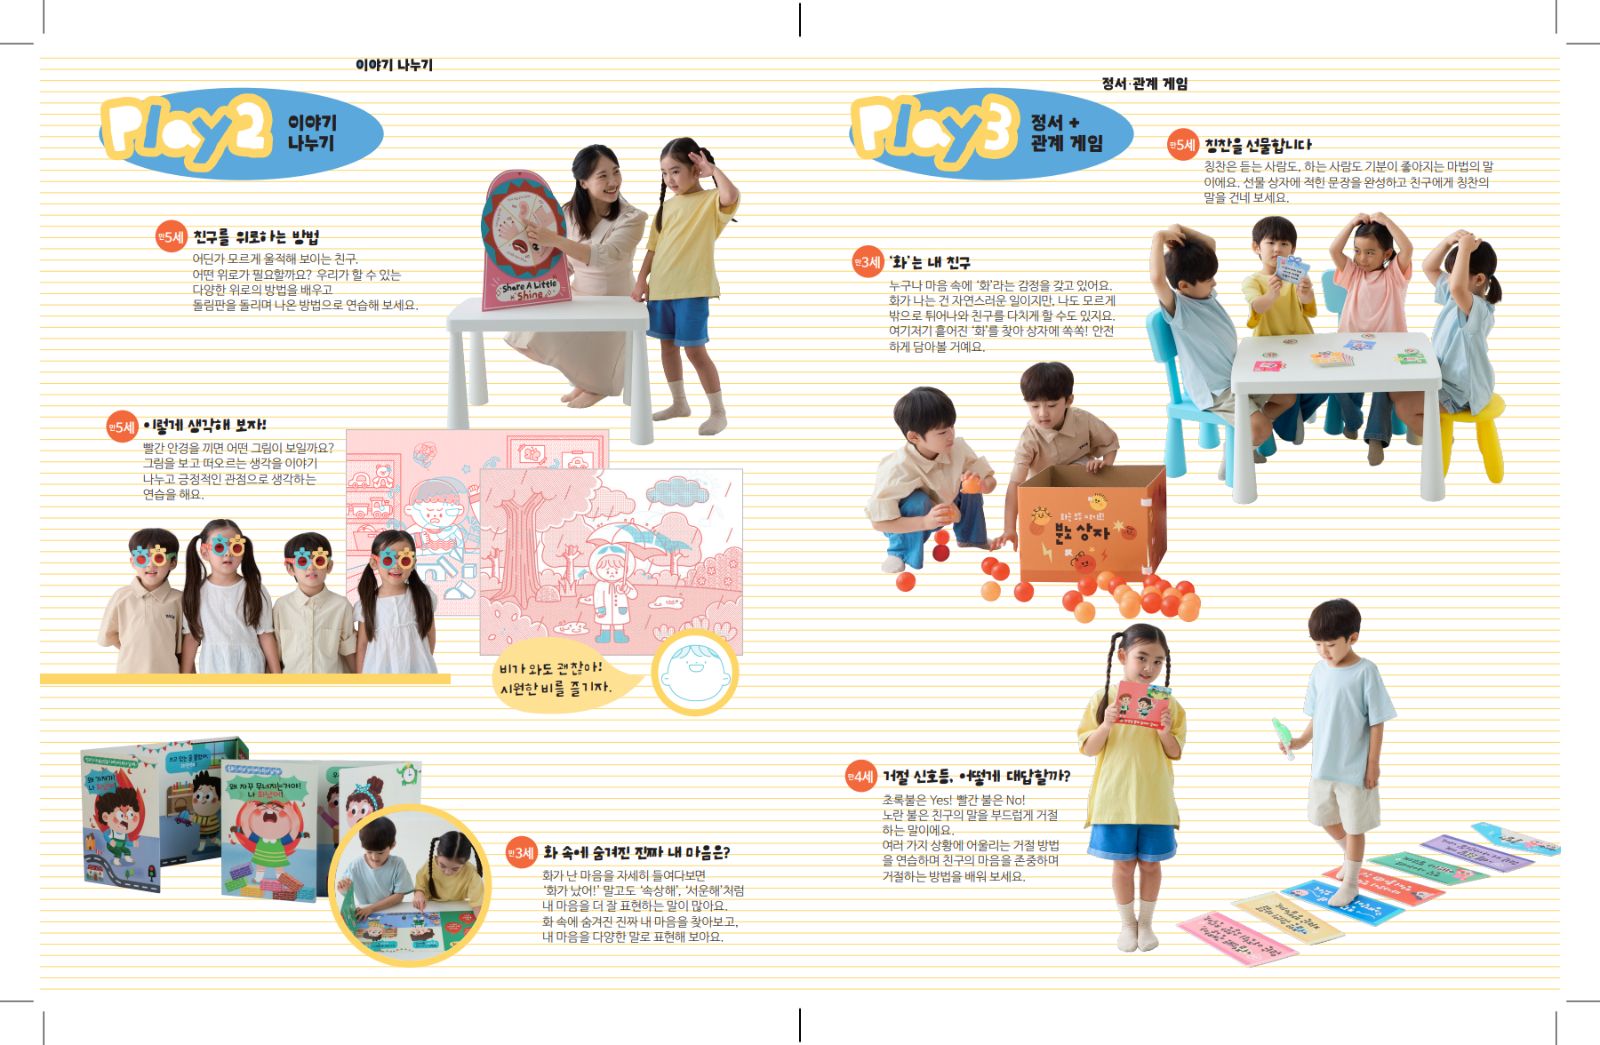 이야기 나누기
Play2
이야기
나누기
Share A Little
Shine
만5세 친구를 위로하는 방법
어딘가 모르게 울적해 보이는 친구.
어떤 위로가 필요할까요? 우리가 할 수 있는
다양한 위로의 방법을 배우고
돌림판을 돌리며 나온 방법으로 연습해 보세요.
만5세 이렇게 생각해 보자!
빨간 안경을 끼면 어떤 그림이 보일까요?
그림을 보고 떠오르는 생각을 이야기
나누고 긍정적인 관점으로 생각하는
연습을 해요.
비가 와도 괜찮아!
시원한 비를 즐기자.
왜 자꾸 무너지는거야!
나 화났어!
만3세 화 속에 숨겨진 진짜 내 마음은?
화가 난 마음을 자세히 들여다보면
‘화가 났어!’ 말고도 ‘속상해’, ‘서운해’처럼
내 마음을 더 잘 표현하는 말이 많아요.
화 속에 숨겨진 진짜 내 마음을 찾아보고,
내 마음을 다양한 말로 표현해 보아요.
정서·관계 게임
Play3
정서 +
관계 게임
만5세 칭찬을 선물합니다
칭찬은 듣는 사람도, 하는 사람도 기분이 좋아지는 마법의 말
이에요. 선물 상자에 적힌 문장을 완성하고 친구에게 칭찬의
말을 건네 보세요.
만3세 ‘화’는 내 친구
누구나 마음 속에 ‘화’라는 감정을 갖고 있어요.
화가 나는 건 자연스러운 일이지만, 나도 모르게
밖으로 튀어나와 친구를 다치게 할 수도 있지요.
여기저기 흩어진 ‘화’를 찾아 상자에 쏙쏙! 안전
하게 담아볼 거예요.
분노 상자
만4세 거절 신호등, 어떻게 대답할까?
초록불은 Yes! 빨간 불은 No!
노란 불은 친구의 말을 부드럽게 거절
하는 말이에요.
여러 가지 상황에 어울리는 거절 방법
을 연습하며 친구의 마음을 존중하며
거절하는 방법을 배워 보세요.